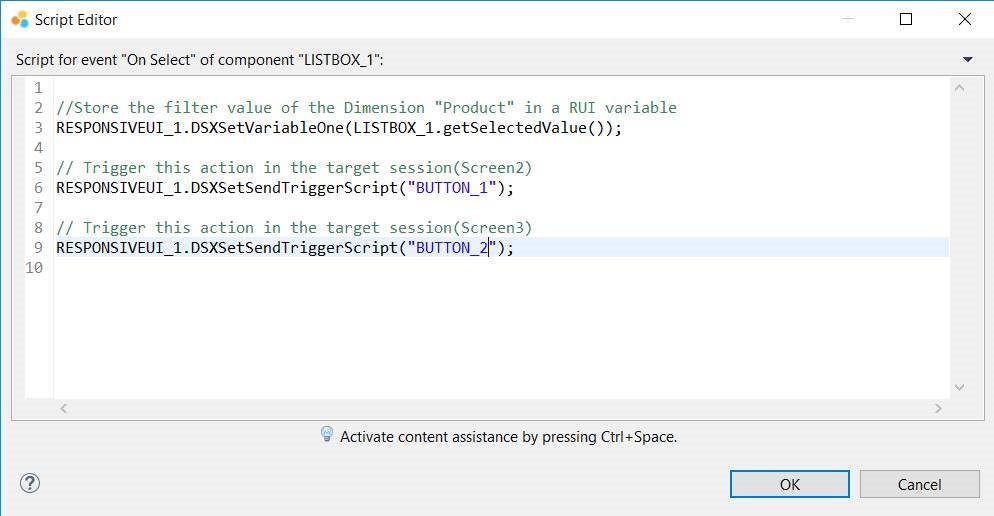 Script Editor
Script for event "On Select" of component "LISTBOX_1":
1
2 //Store the filter value of the Dimension "Product" in a RUI variable
3 RESPONSIVEUI_1.DSXSetVariableOne(LISTBOX_1.getSelectedValue());
4
5 // Trigger this action in the target session(Screen2)
6 RESPONSIVEUI_1.DSXSetSendTriggerScript("BUTTON_1");
7
8 // Trigger this action in the target session(Screen3)
9 RESPONSIVEUI_1.DSXSetSendTriggerScript("BUTTON_2");
10
Activate content assistance by pressing Ctrl+Space.
? OK Cancel